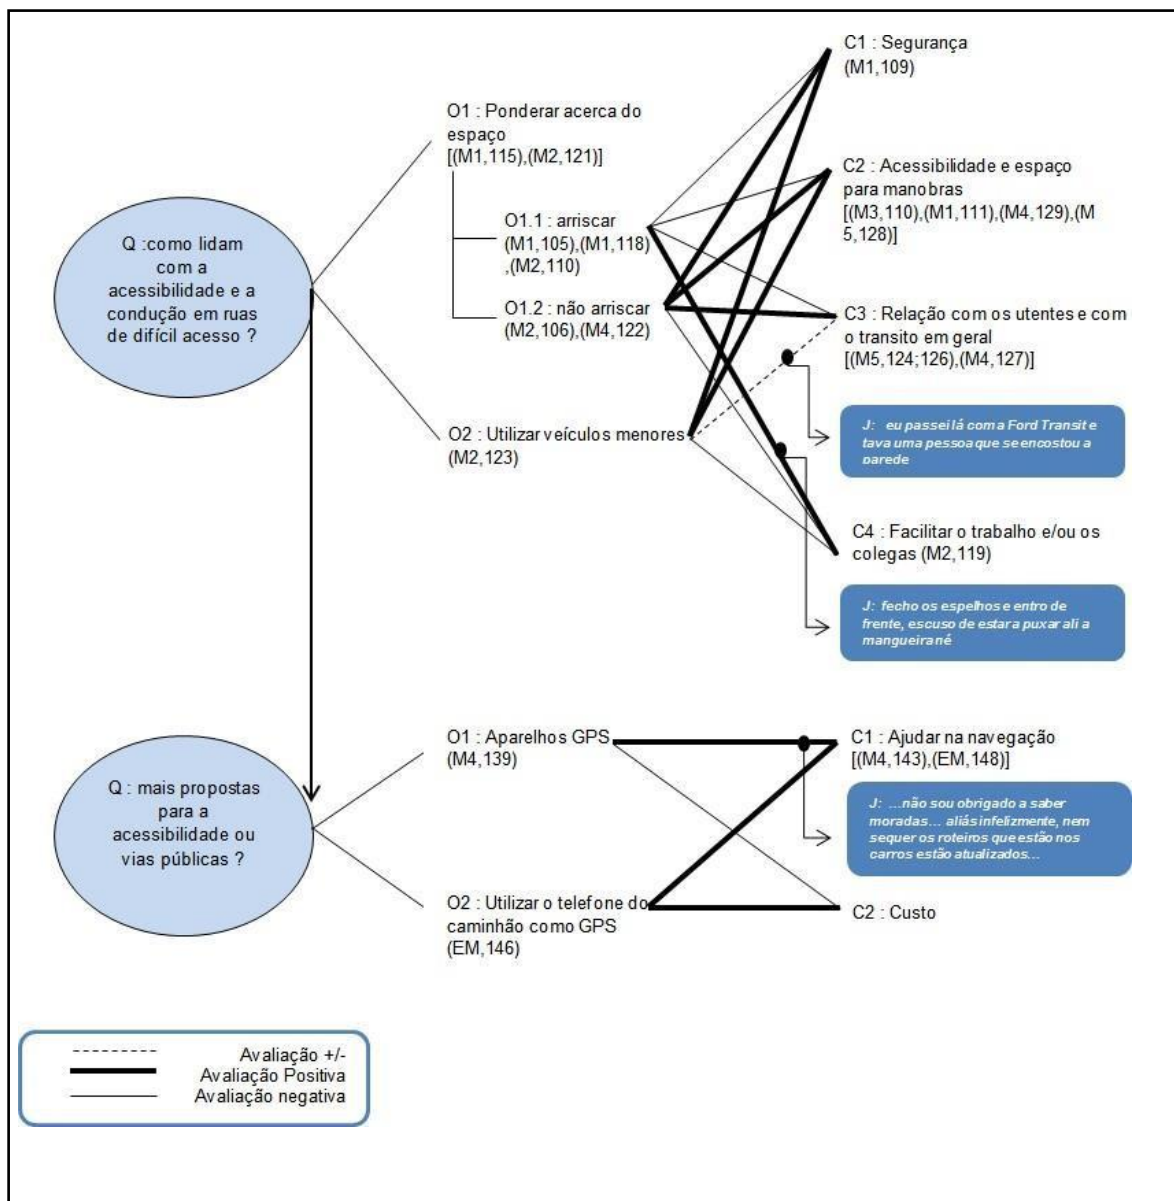 C1 : Segurança
(M1,109)
O1 : Ponderar acerca do
espaço
[(M1,115),(M2,121)]
C2 : Acessibilidade e espaço
para manobras
[(M3,110),(M1,111),(M4,129),(M
5,128)]
O1.1 : arriscar
(M1,105),(M1,118)
,(M2,110)
Q :como lidam
com a
acessibilidade e a
condução em ruas
de difícil acesso ?
O1.2 : não arriscar
(M2,106),(M4,122)
C3 : Relação com os utentes e com
o transito em geral
[(M5,124;126),(M4,127)]
J: eu passei lá com a Ford Transit e
tava uma pessoa que se encostou a
parede
O2 : Utilizar veículos menores
(M2,123)
C4 : Facilitar o trabalho e/ou os
colegas (M2,119)
J: fecho os espelhos e entro de
frente, escuso de estar a puxar ali a
mangueira né
O1 : Aparelhos GPS
(M4,139)
C1 : Ajudar na navegação
[(M4,143),(EM,148)]
Q : mais propostas
para a
acessibilidade ou
vias públicas ?
J: …não sou obrigado a saber
moradas… aliás infelizmente, nem
sequer os roteiros que estão nos
carros estão atualizados…
O2 : Utilizar o telefone do
caminhão como GPS
(EM,146)
C2 : Custo
Avaliação +/-
Avaliação Positiva
Avaliação negativa